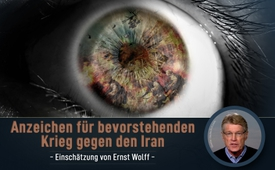 Anzeichen für bevorstehenden
Krieg gegen den Iran
- Einschätzung von Ernst Wolff -